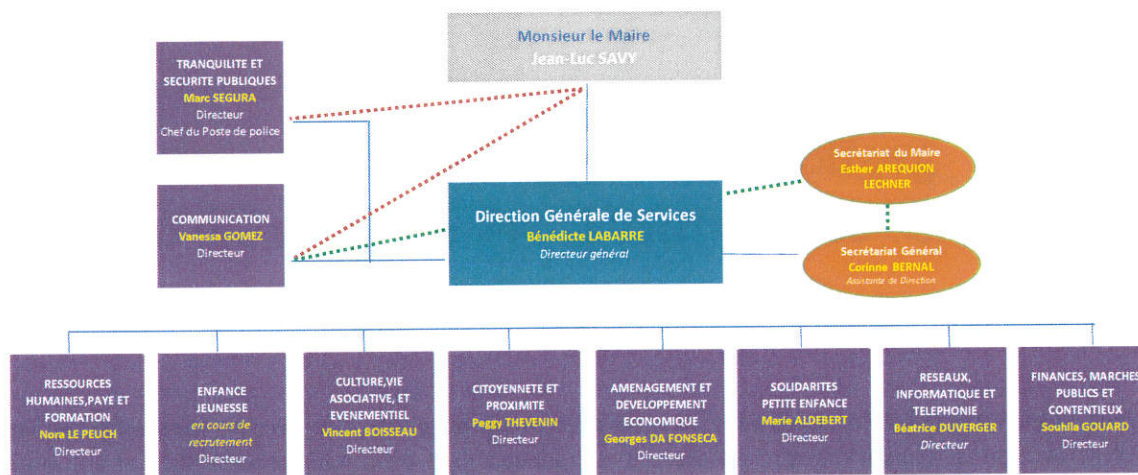 Monsieur le Maire
Jean-Luc SAVY
TRANQUILITE ET
SECURITE PUBLIQUES
Marc SEGURA
Directeur
Chef du Poste de police
COMMUNICATION
Vanessa GOMEZ
Directeur
Direction Générale de Services
Bénédicte LABARRE
Directeur général
Secrétariat du Maire
Esther AREQUION
LECHNER
Secrétariat Général
Corinne BERNAL
Assistante de Direction
RESSOURCES
HUMAINES,PAYE ET
FORMATION
Nora LE PEUCH
Directeur
ENFANCE
JEUNESSE
en cours de
recrutement
Directeur
CULTURE,VIE
ASOCIATIVE, ET
EVENEMENTIEL
Vincent BOISSEAU
Directeur
CITOYENNETE ET
PROXIMITE
Peggy THEVENIN
Directeur
AMENAGEMENT ET
DEVELOPPEMENT
ECONOMIQUE
Georges DA FONSECA
Directeur
SOLIDARITES
PETITE ENFANCE
Marie ALDEBERT
Directeur
RESEAUX,
INFORMATIQUE ET
TELEPHONIE
Béatrice DUVERGER
Directeur
FINANCES, MARCHES
PUBLICS ET
CONTENTIEUX
Souhila GOUARD
Directeur